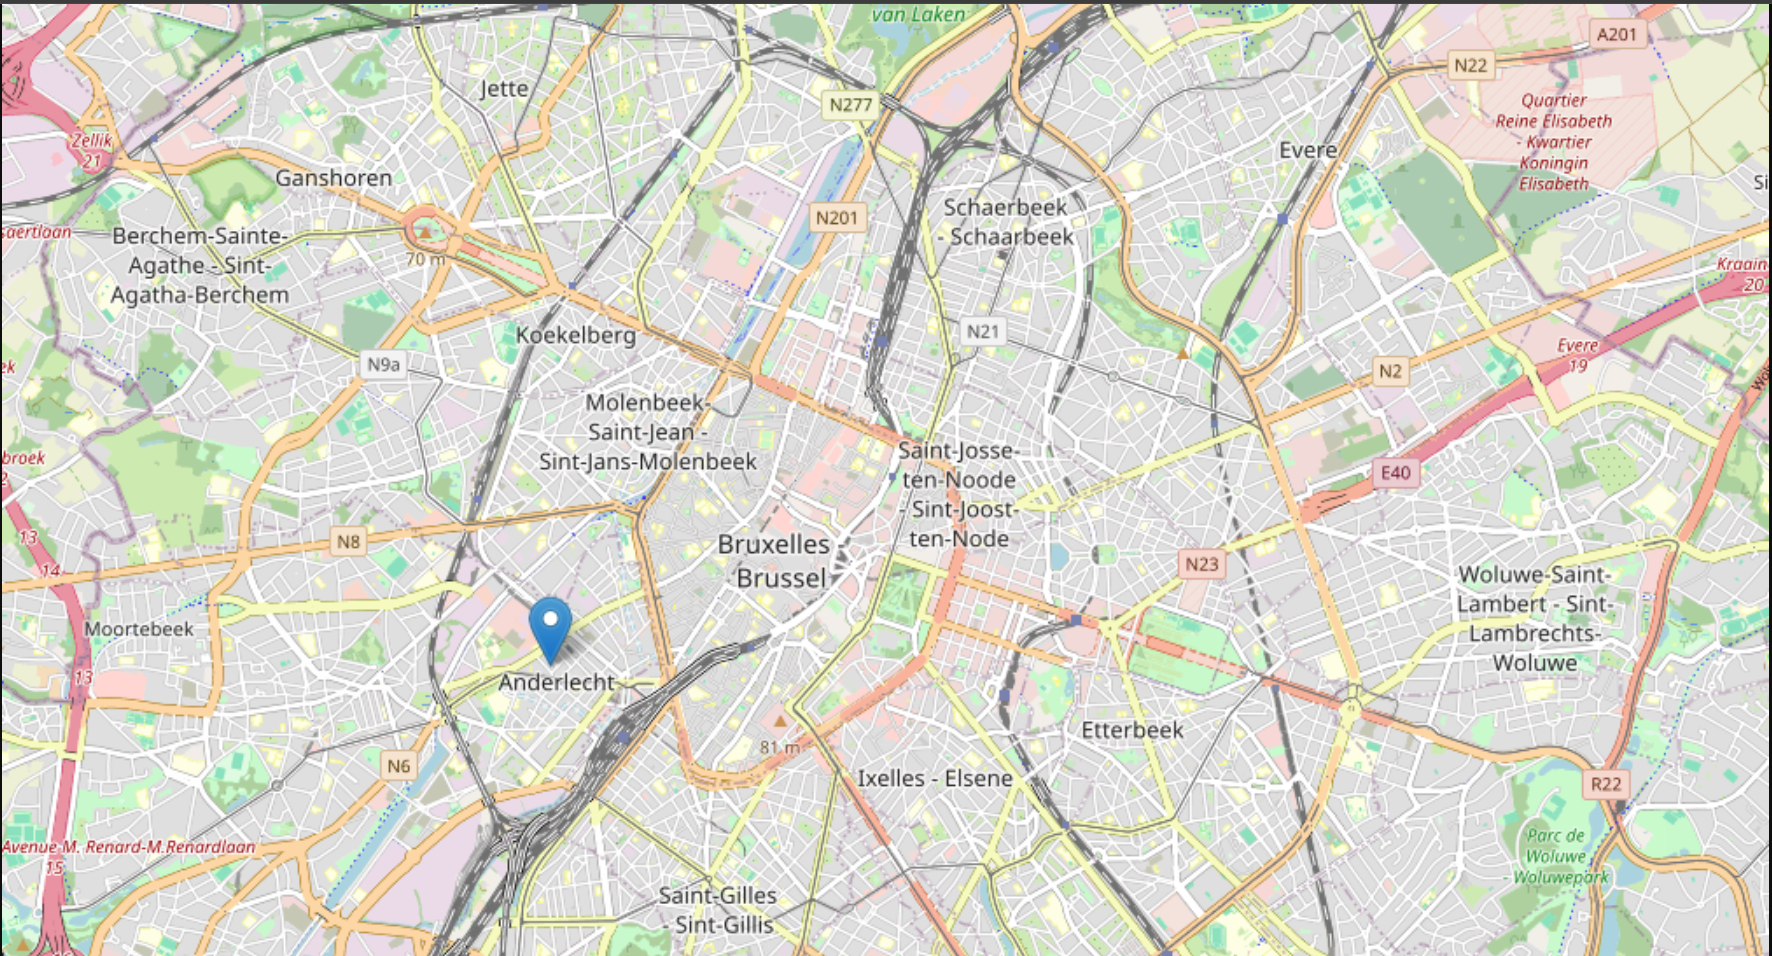 van Laken
A201
N22
Jette
N277
Quartier
Reine Elisabeth
- Kwartier
Koningin
Elisabeth
Zellik
21
Evere
Ganshoren
Si
N201
Schaerbeek
- Schaarbeek
saertlaan
Berchem-Sainte-
Agathe - Sint-
Agatha-Berchem
70 m
Kraain
20
Koekelberg
N21
Evere
19
N9a
ek
N2
Molenbeek-
Saint-Jean -
Sint-Jans-Molenbeek
Saint-Josse-
ten-Noode
- Sint-Joost-
ten-Node
broek
2
E40
13
N8
Bruxelles
Brussel
14
N23
Woluwe-Saint-
Lambert - Sint-
Lambrechts-
Woluwe
Moortebeek
13
Anderlecht
81 m
Etterbeek
N6
Ixelles - Elsene
R22
Avenue M. Renard-M.Renardlaan
15
Parc de
Woluwe
- Woluwepark
Saint-Gilles
- Sint-Gillis